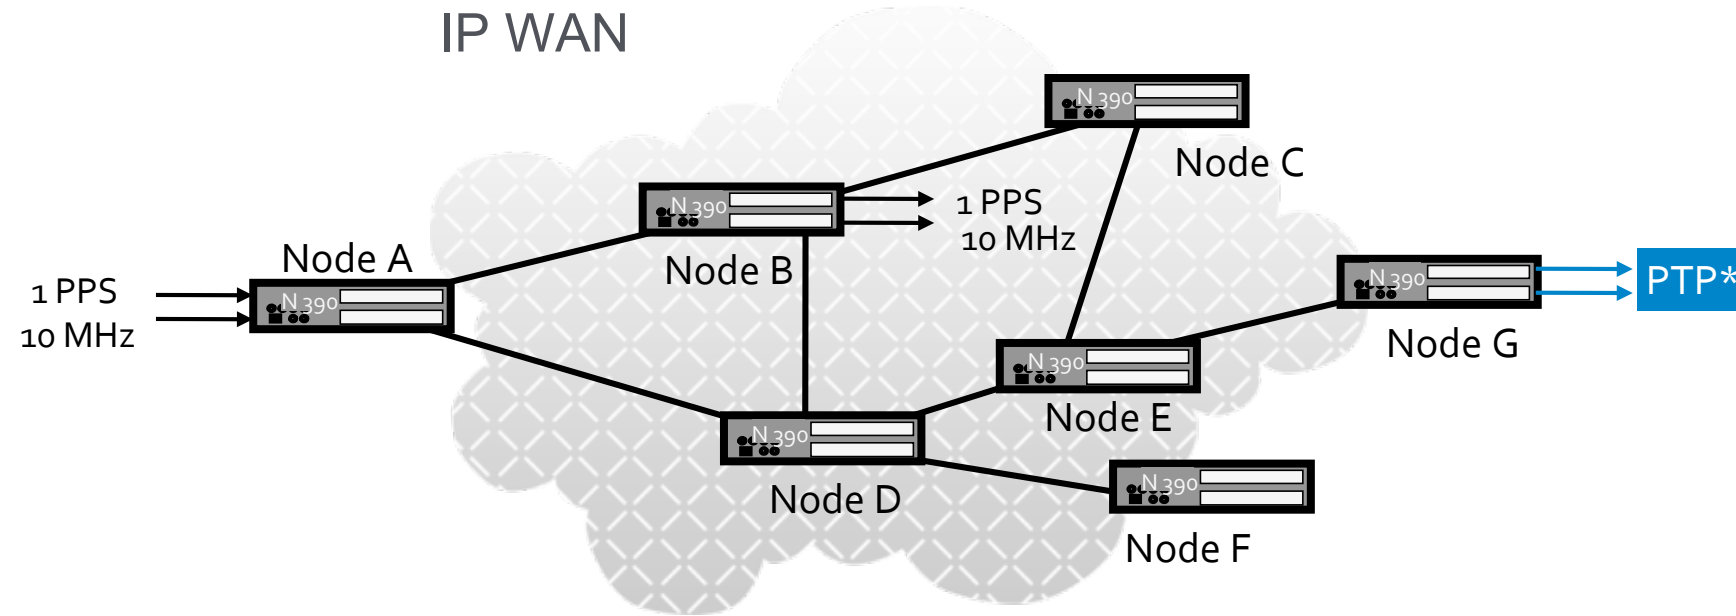 IP WAN
N 390
Node C
N 390
1 PPS
10 MHz
Node B
Node A
1 PPS
10 MHz
N 390
N 390
PTP*
Node G
N 390
Node E
N 390
Node D
N 390
Node F